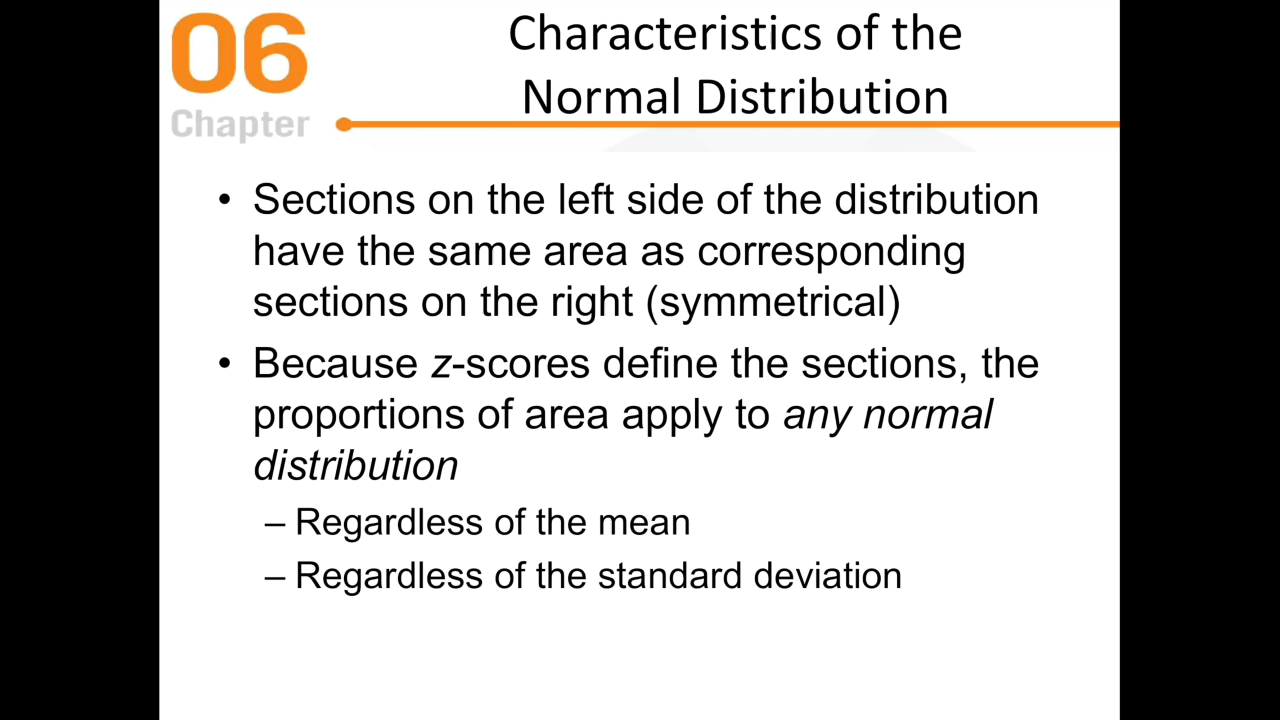 06
Chapter
Characteristics of the
Normal Distribution
• Sections on the left side of the distribution
have the same area as corresponding
sections on the right (symmetrical)
• Because z-scores define the sections, the
proportions of area apply to any normal
distribution
– Regardless of the mean
– Regardless of the standard deviation